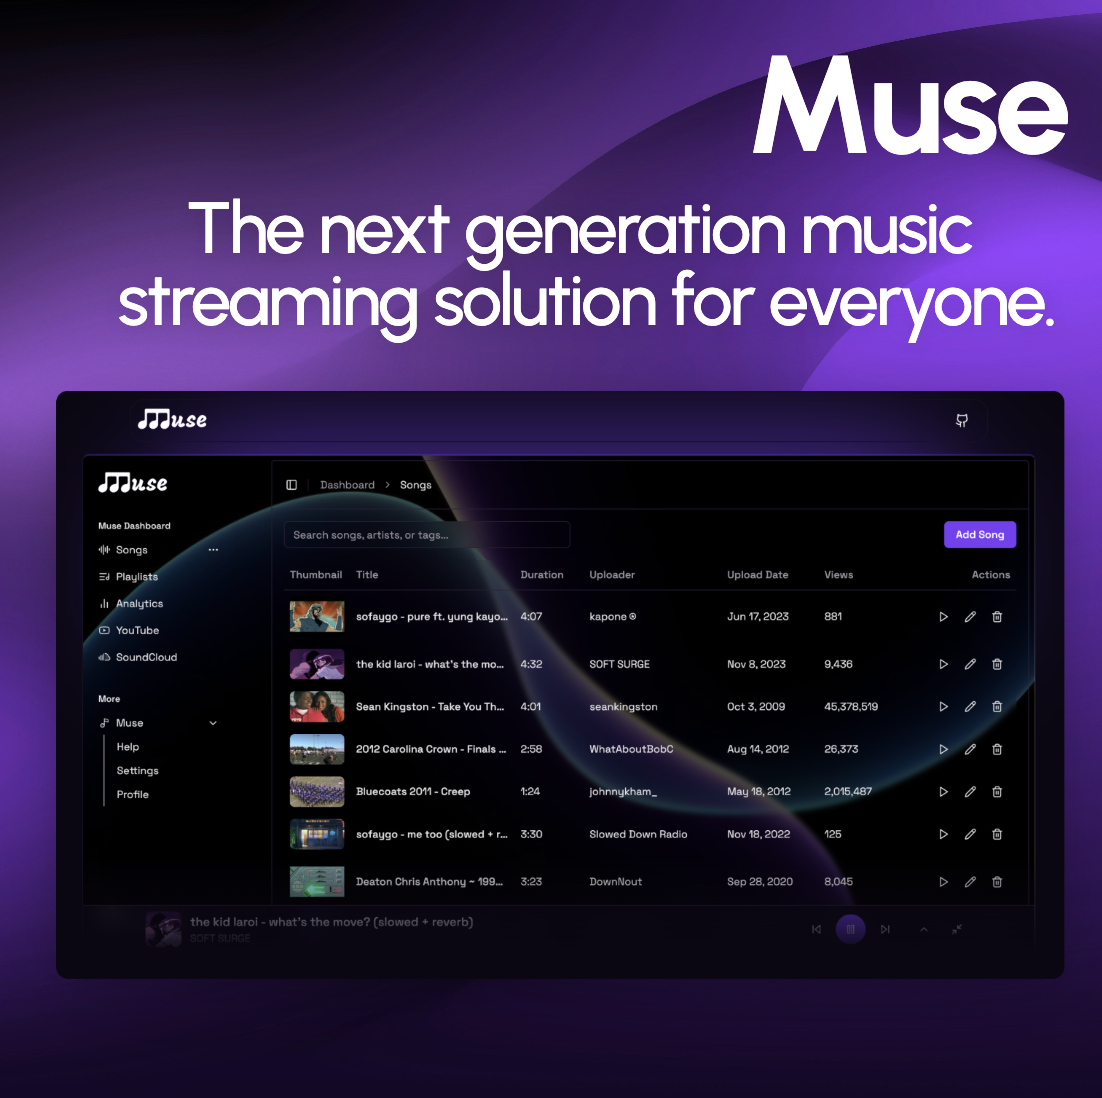 Muse
The next generation music
streaming solution for everyone.
Muse
Muse
Muse Dashboard
Songs
Playlists
Analytics
YouTube
SoundCloud
More
Muse
Help
Settings
Profile
Dashboard > Songs
Search songs, artists, or tags...
Add Song
Thumbnail Title Duration Uploader Upload Date Views Actions
sofaygo - pure ft. yung kayo... 4:07 kapone ® Jun 17, 2023 881
the kid laroi - what's the mo... 4:32 SOFT SURGE Nov 8, 2023 9,436
Sean Kingston - Take You Th... 4:01 seankingston Oct 3, 2009 45,378,519
2012 Carolina Crown - Finals ... 2:58 WhatAboutBobC Aug 14, 2012 26,373
Bluecoats 2011 - Creep 1:24 johnnykham_ May 18, 2012 2,015,487
sofaygo - me too (slowed + r... 3:30 Slowed Down Radio Nov 18, 2022 125
Deaton Chris Anthony ~ 199... 3:23 DownNout Sep 28, 2020 8,045
the kid laroi - what's the move? (slowed + reverb)
SOFT SURGE